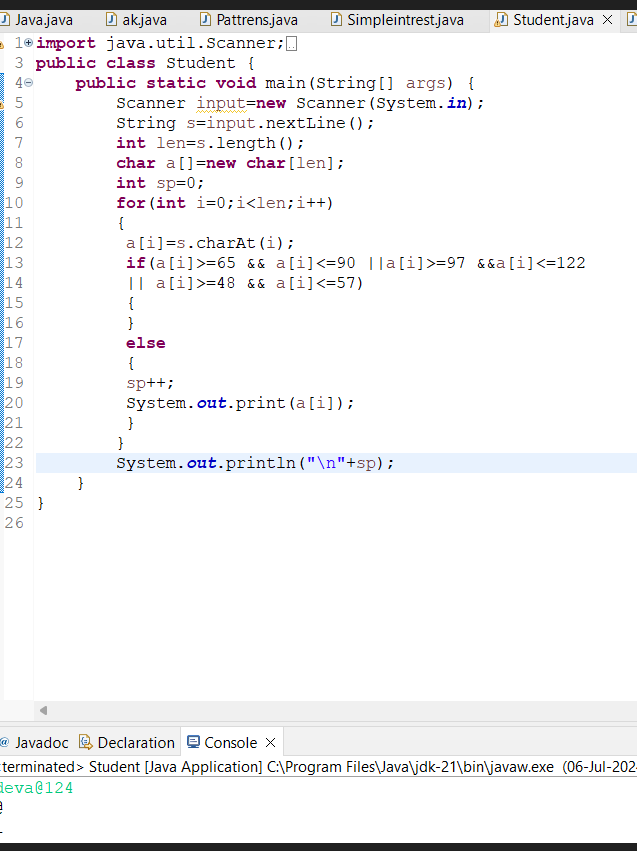 Java.java ak.java Pattrens.java Simpleintrest.java Student.java
1 import java.util.Scanner;
3 public class Student {
4 public static void main(String[] args) {
5 Scanner input=new Scanner(System.in);
6 String s=input.nextLine();
7 int len=s.length();
8 char a[]=new char[len];
9 int sp=0;
10 for(int i=0;i<len;i++)
11 {
12 a[i]=s.charAt(i);
13 if(a[i]>=65 && a[i]<=90 ||a[i]>=97 &&a[i]<=122
14 || a[i]>=48 && a[i]<=57)
15 {
16 }
17 else
18 {
19 sp++;
20 System.out.print(a[i]);
21 }
22 }
23 System.out.println("\n"+sp);
24 }
25 }
26
@ Javadoc Declaration Console
<terminated> Student [Java Application] C:\Program Files\Java\jdk-21\bin\javaw.exe (06-Jul-202
deva@124
@